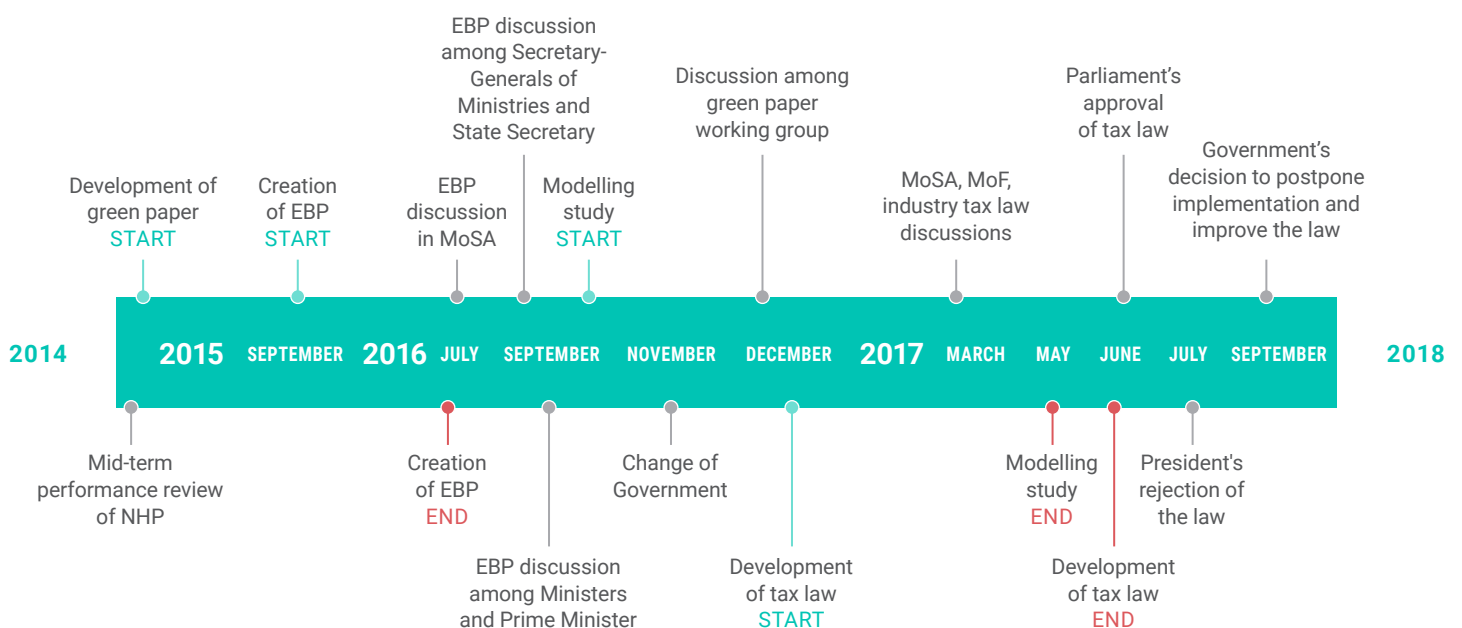 EBP discussion
among Secretary-
Generals of
Ministries and
State Secretary
Discussion among
green paper
working group
Parliament’s
approval
of tax law
Government’s
decision to postpone
implementation and
improve the law
Development of
green paper
START
Creation
of EBP
START
EBP
discussion
in MoSA
Modelling
study
START
MoSA, MoF,
industry tax law
discussions
2014
2015 SEPTEMBER 2016 JULY SEPTEMBER NOVEMBER DECEMBER 2017 MARCH MAY JUNE JULY SEPTEMBER
2018
Mid-term
performance review
of NHP
Creation
of EBP
END
Change of
Government
Modelling
study
END
President's
rejection of
the law
EBP discussion
among Ministers
and Prime Minister
Development
of tax law
START
Development
of tax law
END